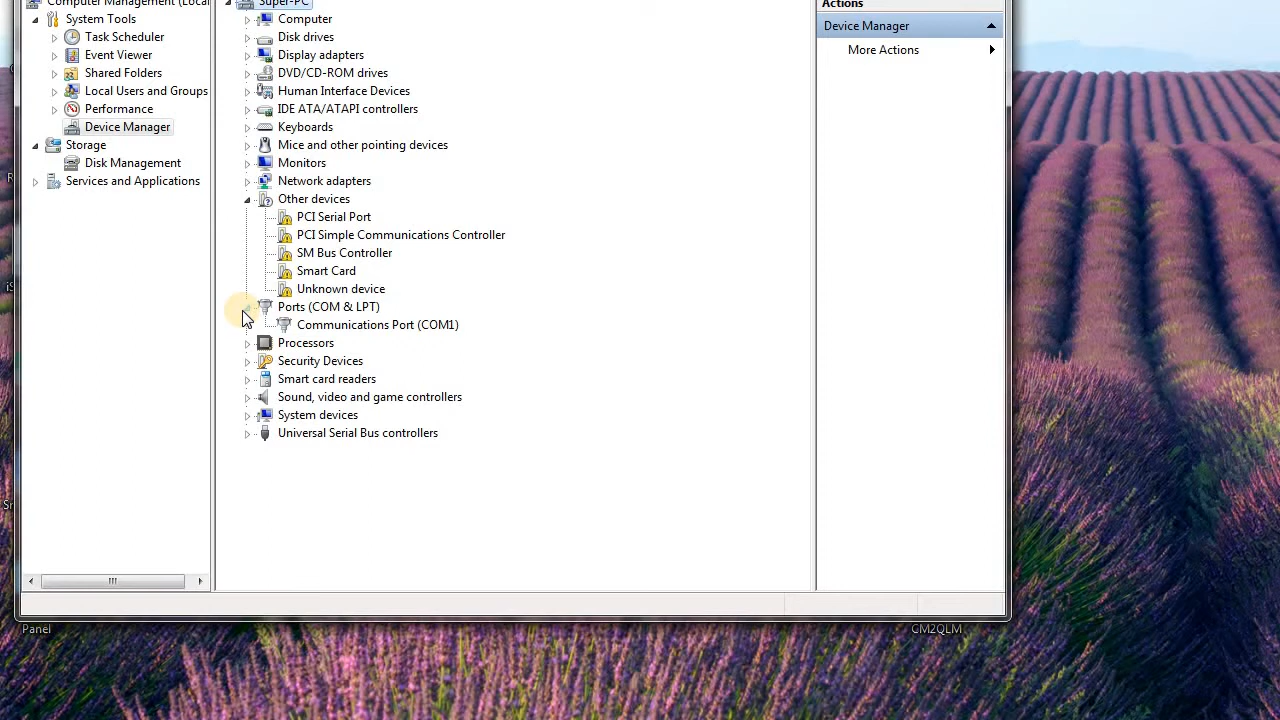 Computer Management (Local
System Tools
Task Scheduler
Event Viewer
Shared Folders
Local Users and Groups
Performance
Device Manager
Storage
Disk Management
Services and Applications
Super-PC
Computer
Disk drives
Display adapters
DVD/CD-ROM drives
Human Interface Devices
IDE ATA/ATAPI controllers
Keyboards
Mice and other pointing devices
Monitors
Network adapters
Other devices
PCI Serial Port
PCI Simple Communications Controller
SM Bus Controller
Smart Card
Unknown device
Ports (COM & LPT)
Communications Port (COM1)
Processors
Security Devices
Smart card readers
Sound, video and game controllers
System devices
Universal Serial Bus controllers
Actions
Device Manager
More Actions
Panel
CM2QLM